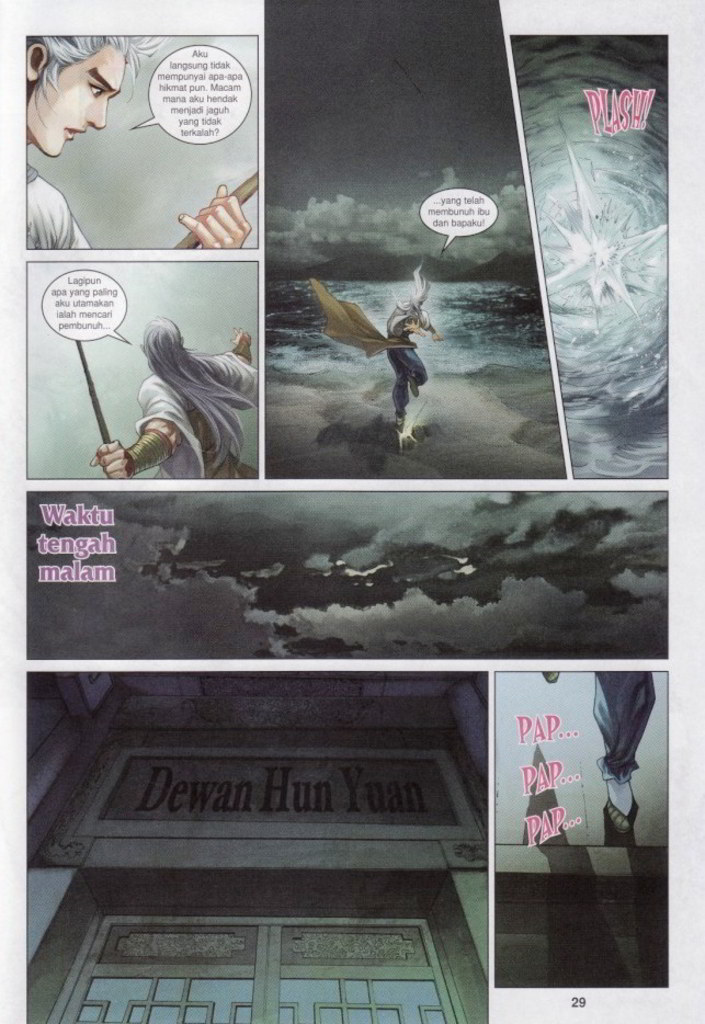 Aku
langsung tidak
mempunyai apa-apa
hikmat pun. Macam
mana aku hendak
menjadi jaguh
yang tidak
terkalah?
Lagipun
apa yang paling
aku utamakan
ialah mencari
pembunuh...
...yang telah
membunuh ibu
dan bapaku!
PLASH!
Waktu
tengah
malam
Dewan Hun Yuan
PAP...
PAP...
PAP...
29